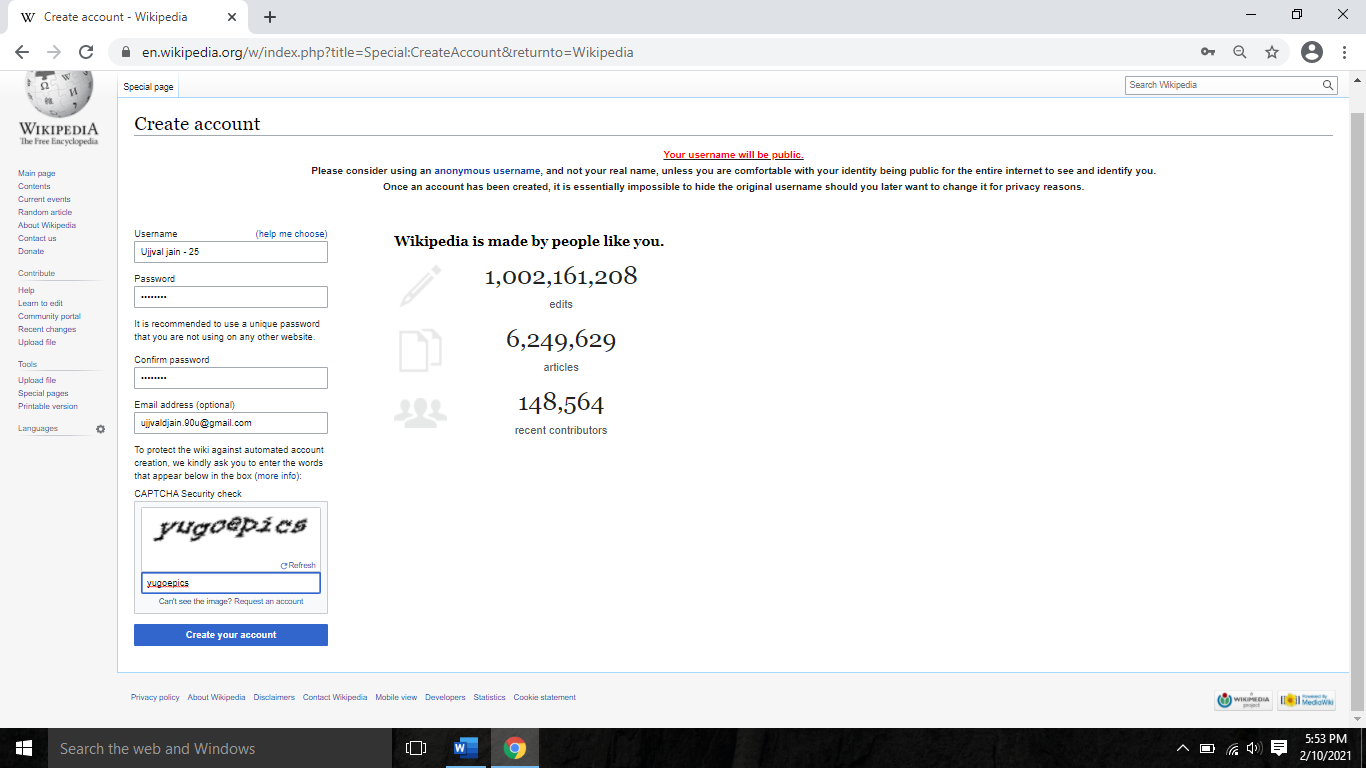 Create account - Wikipedia
en.wikipedia.org/w/index.php?title=Special:CreateAccount&returnto=Wikipedia
WIKIPEDIA
The Free Encyclopedia
Main page
Contents
Current events
Random article
About Wikipedia
Contact us
Donate
Contribute
Help
Learn to edit
Community portal
Recent changes
Upload file
Tools
Upload file
Special pages
Printable version
Languages
Special page
Search Wikipedia
Create account
Your username will be public.
Please consider using an anonymous username, and not your real name, unless you are comfortable with your identity being public for the entire internet to see and identify you.
Once an account has been created, it is essentially impossible to hide the original username should you later want to change it for privacy reasons.
Username (help me choose)
Ujjval jain - 25
Password
••••••••
It is recommended to use a unique password
that you are not using on any other website.
Confirm password
••••••••
Email address (optional)
ujjvaldjain.90u@gmail.com
To protect the wiki against automated account
creation, we kindly ask you to enter the words
that appear below in the box (more info):
CAPTCHA Security check
yugoepics
Refresh
yugoepics
Can't see the image? Request an account
Create your account
Wikipedia is made by people like you.
1,002,161,208
edits
6,249,629
articles
148,564
recent contributors
Privacy policy About Wikipedia Disclaimers Contact Wikipedia Mobile view Developers Statistics Cookie statement
A
WIKIMEDIA
project
Powered By
MediaWiki
Search the web and Windows
5:53 PM
2/10/2021